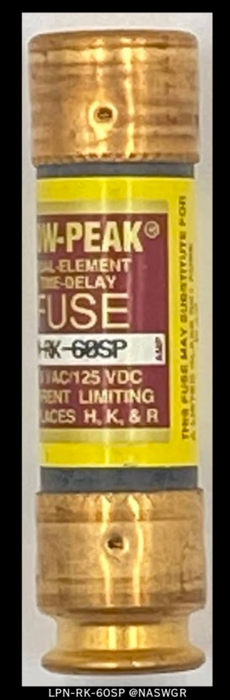 W-PEAK®
AL-ELEMENT
TIME-DELAY
FUSE
-RK-60SP
AMP
VAC/125 VDC
RENT LIMITING
LACES H, K, & R
THIS FUSE MAY SUBSTITUTE FOR
LPN-RK-60SP @NASWGR